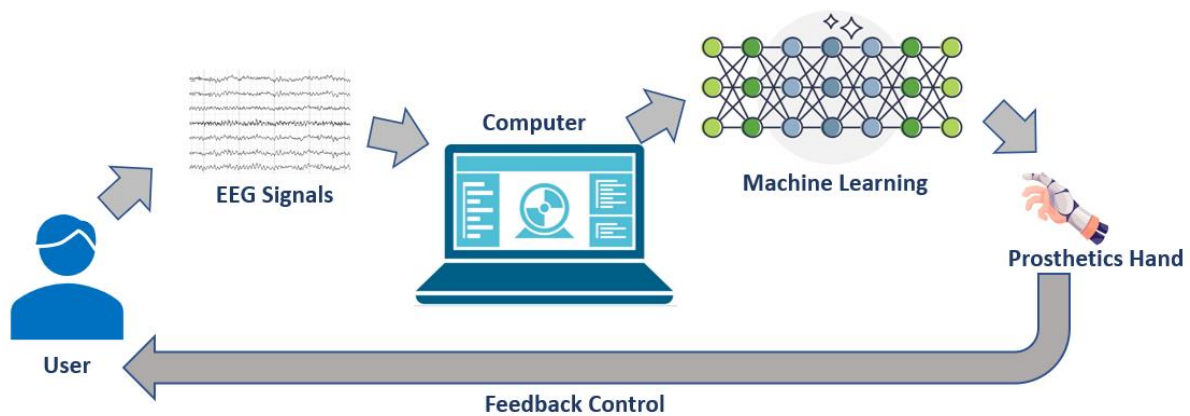 EEG Signals
Computer
Machine Learning
Prosthetics Hand
User
Feedback Control